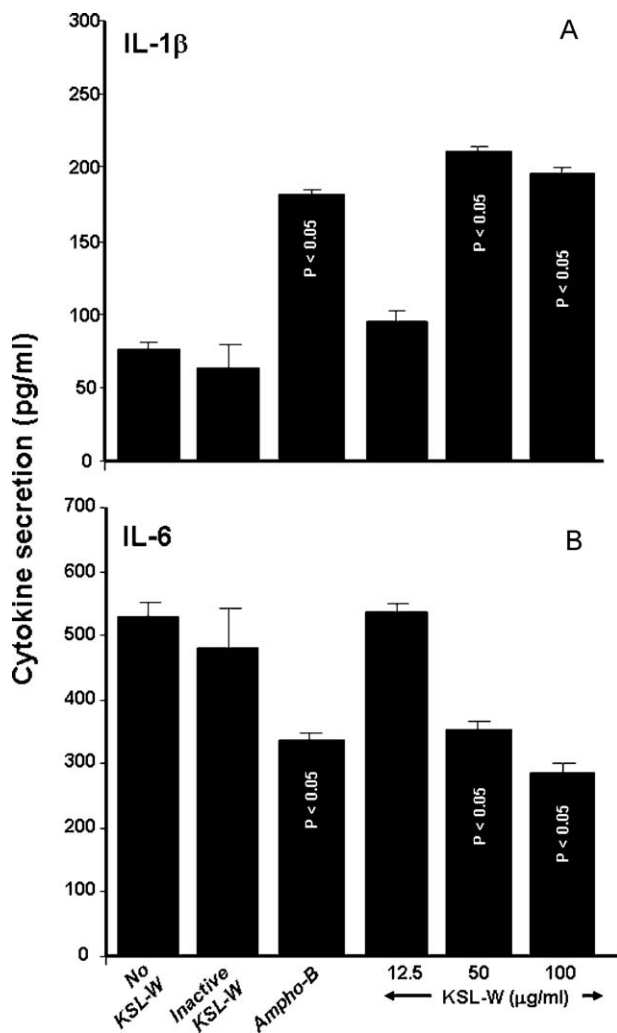 300
IL-1β
A
250
200
150
100
50
0
P < 0.05
P < 0.05
P < 0.05
Cytokine secretion (pg/ml)
700
IL-6
B
600
500
400
300
200
100
0
P < 0.05
P < 0.05
P < 0.05
No
KSL-W
Inactive
KSL-W
Ampho-B
12.5 50 100
← KSL-W (µg/ml) →